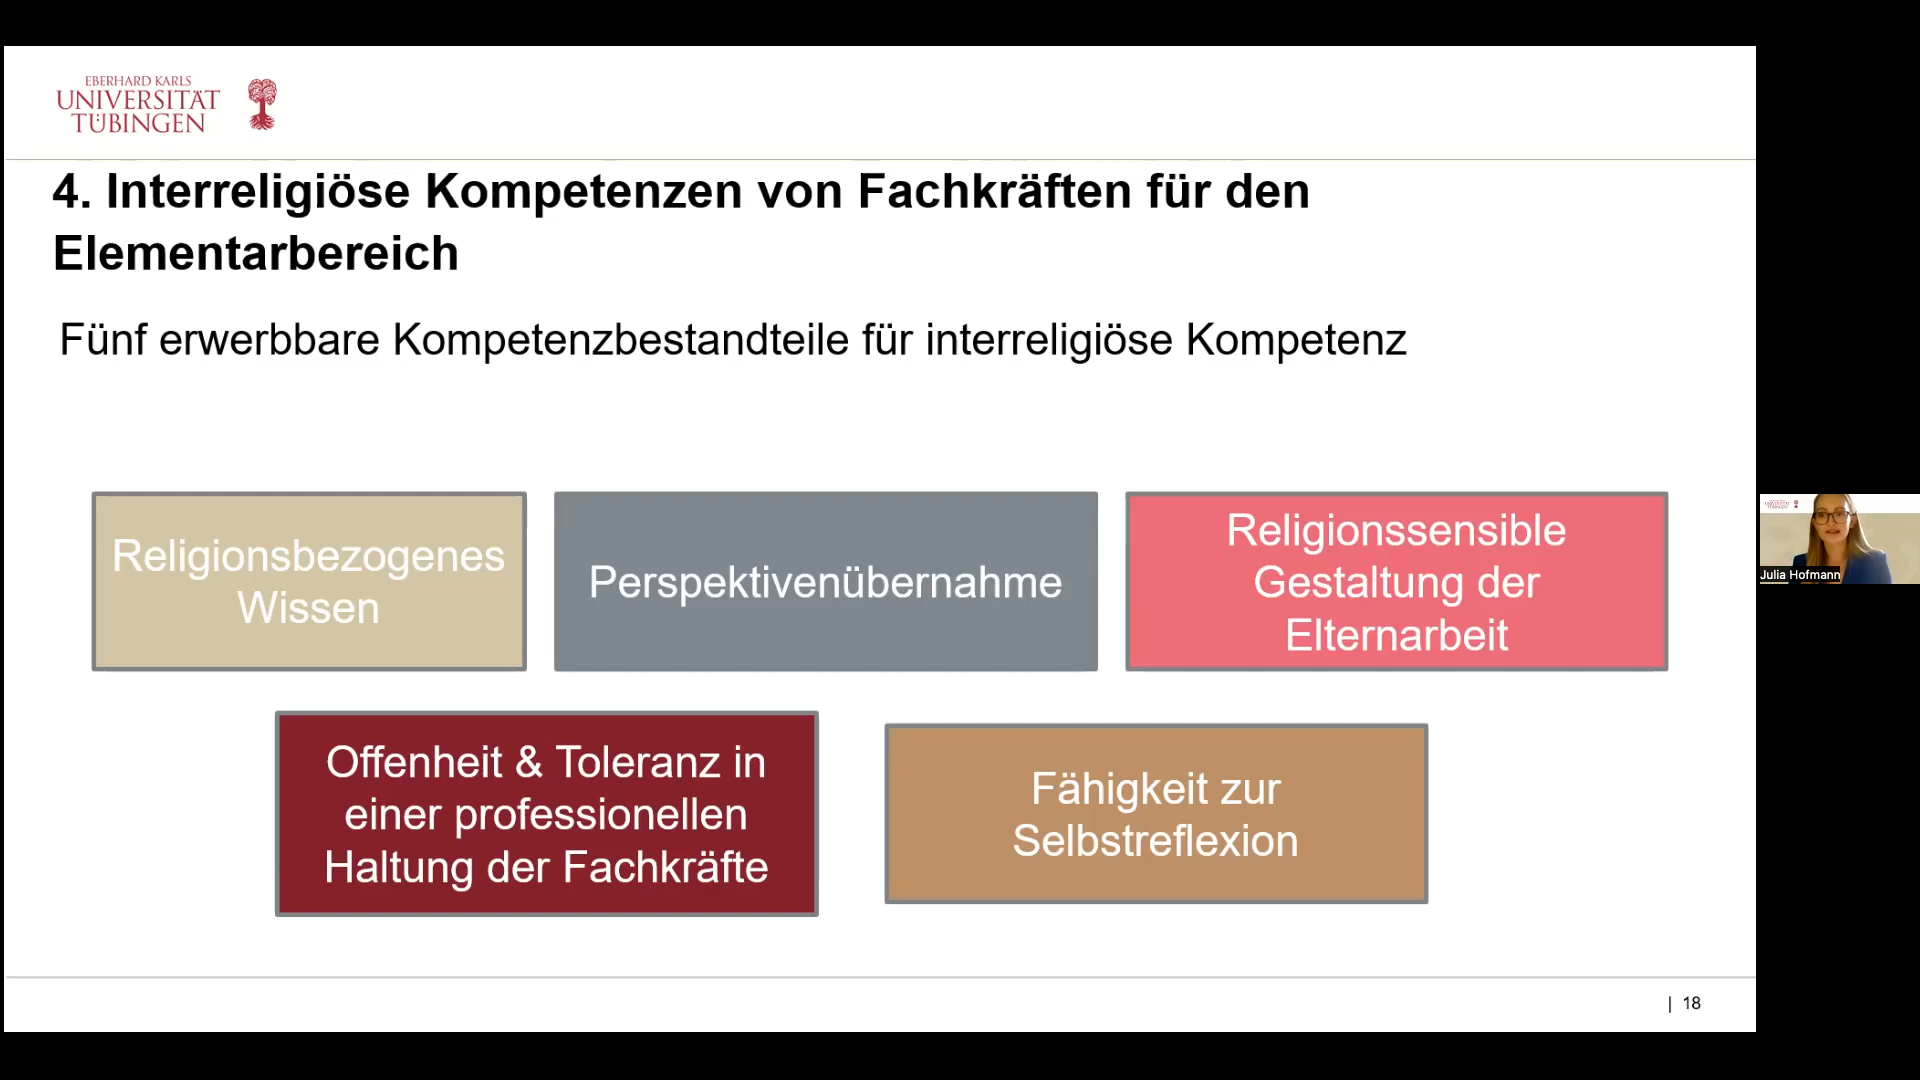 EBERHARD KARLS
UNIVERSITÄT
TÜBINGEN
4. Interreligiöse Kompetenzen von Fachkräften für den
Elementarbereich
Fünf erwerbbare Kompetenzbestandteile für interreligiöse Kompetenz
Religionsbezogenes
Wissen
Perspektivenübernahme
Religionssensible
Gestaltung der
Elternarbeit
Offenheit & Toleranz in
einer professionellen
Haltung der Fachkräfte
Fähigkeit zur
Selbstreflexion
| 18
Julia Hofmann